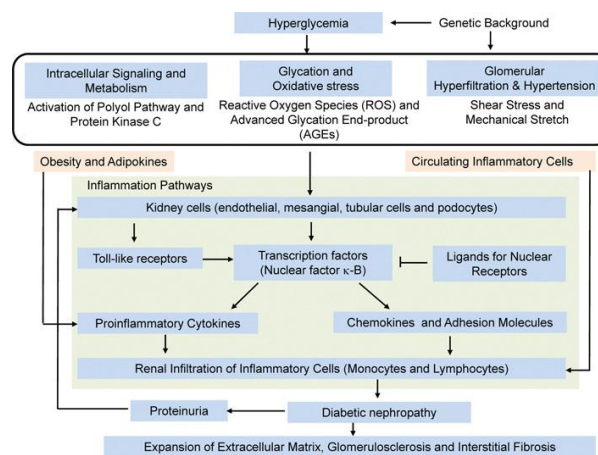 Hyperglycemia
Genetic Background
Intracellular Signaling and
Metabolism
Activation of Polyol Pathway and
Protein Kinase C
Glycation and
Oxidative stress
Reactive Oxygen Species (ROS) and
Advanced Glycation End-product
(AGEs)
Glomerular
Hyperfiltration & Hypertension
Shear Stress and
Mechanical Stretch
Obesity and Adipokines
Circulating Inflammatory Cells
Inflammation Pathways
Kidney cells (endothelial, mesangial, tubular cells and podocytes)
Toll-like receptors
Transcription factors
(Nuclear factor κ-B)
Ligands for Nuclear
Receptors
Proinflammatory Cytokines
Chemokines and Adhesion Molecules
Renal Infiltration of Inflammatory Cells (Monocytes and Lymphocytes)
Proteinuria
Diabetic nephropathy
Expansion of Extracellular Matrix, Glomerulosclerosis and Interstitial Fibrosis